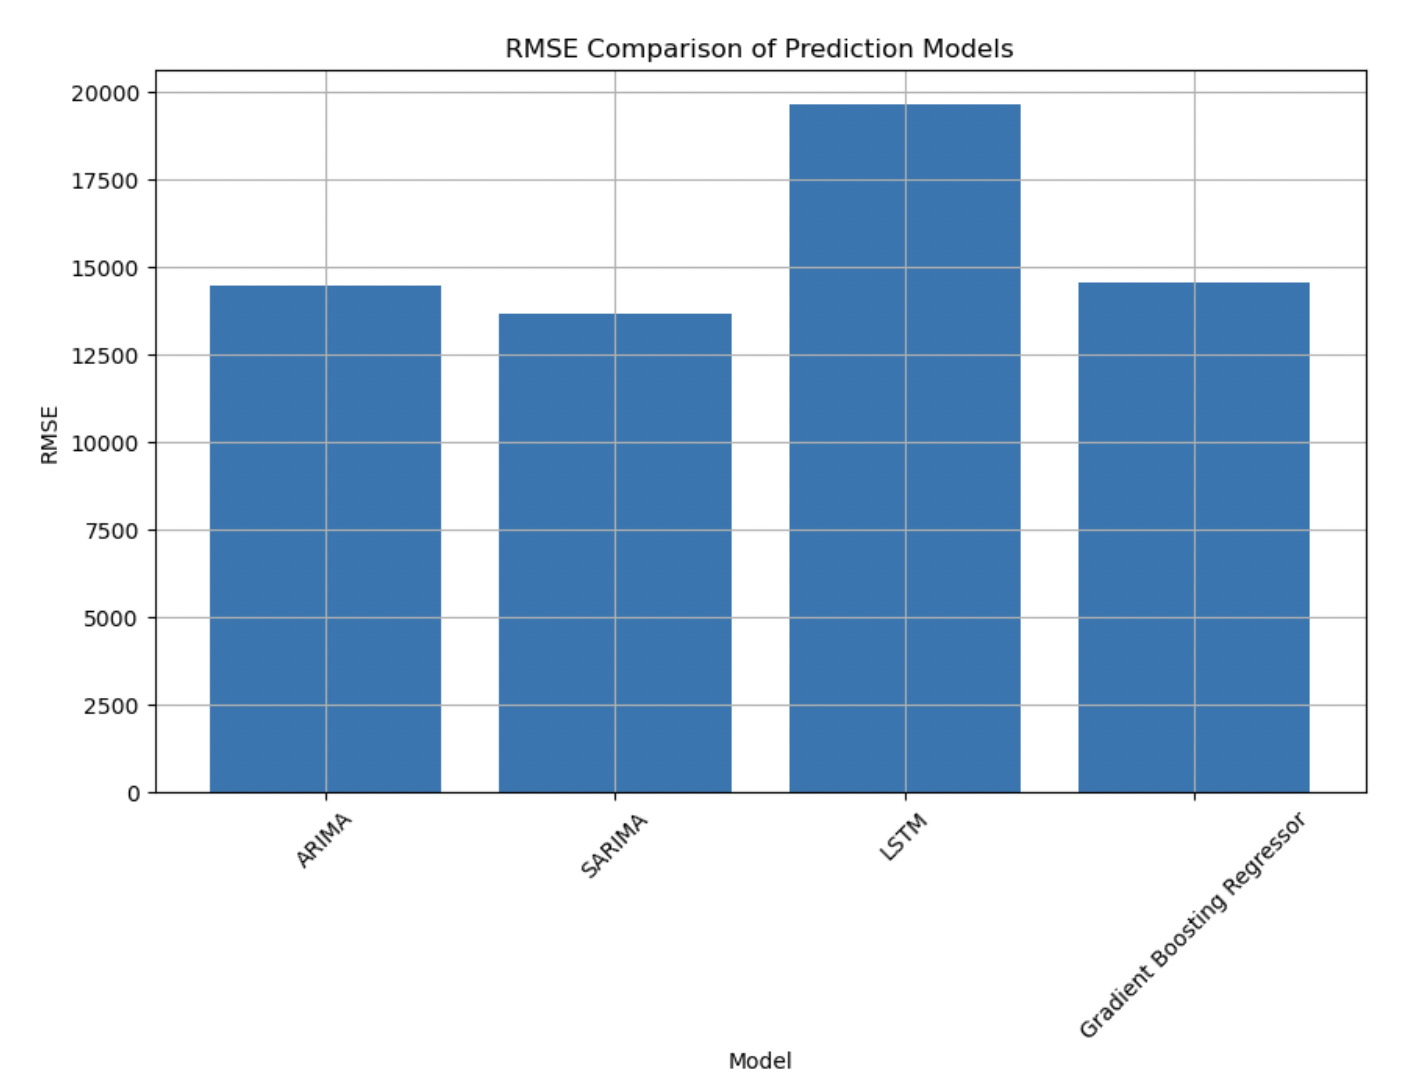 RMSE Comparison of Prediction Models
20000
17500
15000
12500
10000
7500
5000
2500
0
RMSE
ARIMA
SARIMA
LSTM
Gradient Boosting Regressor
Model